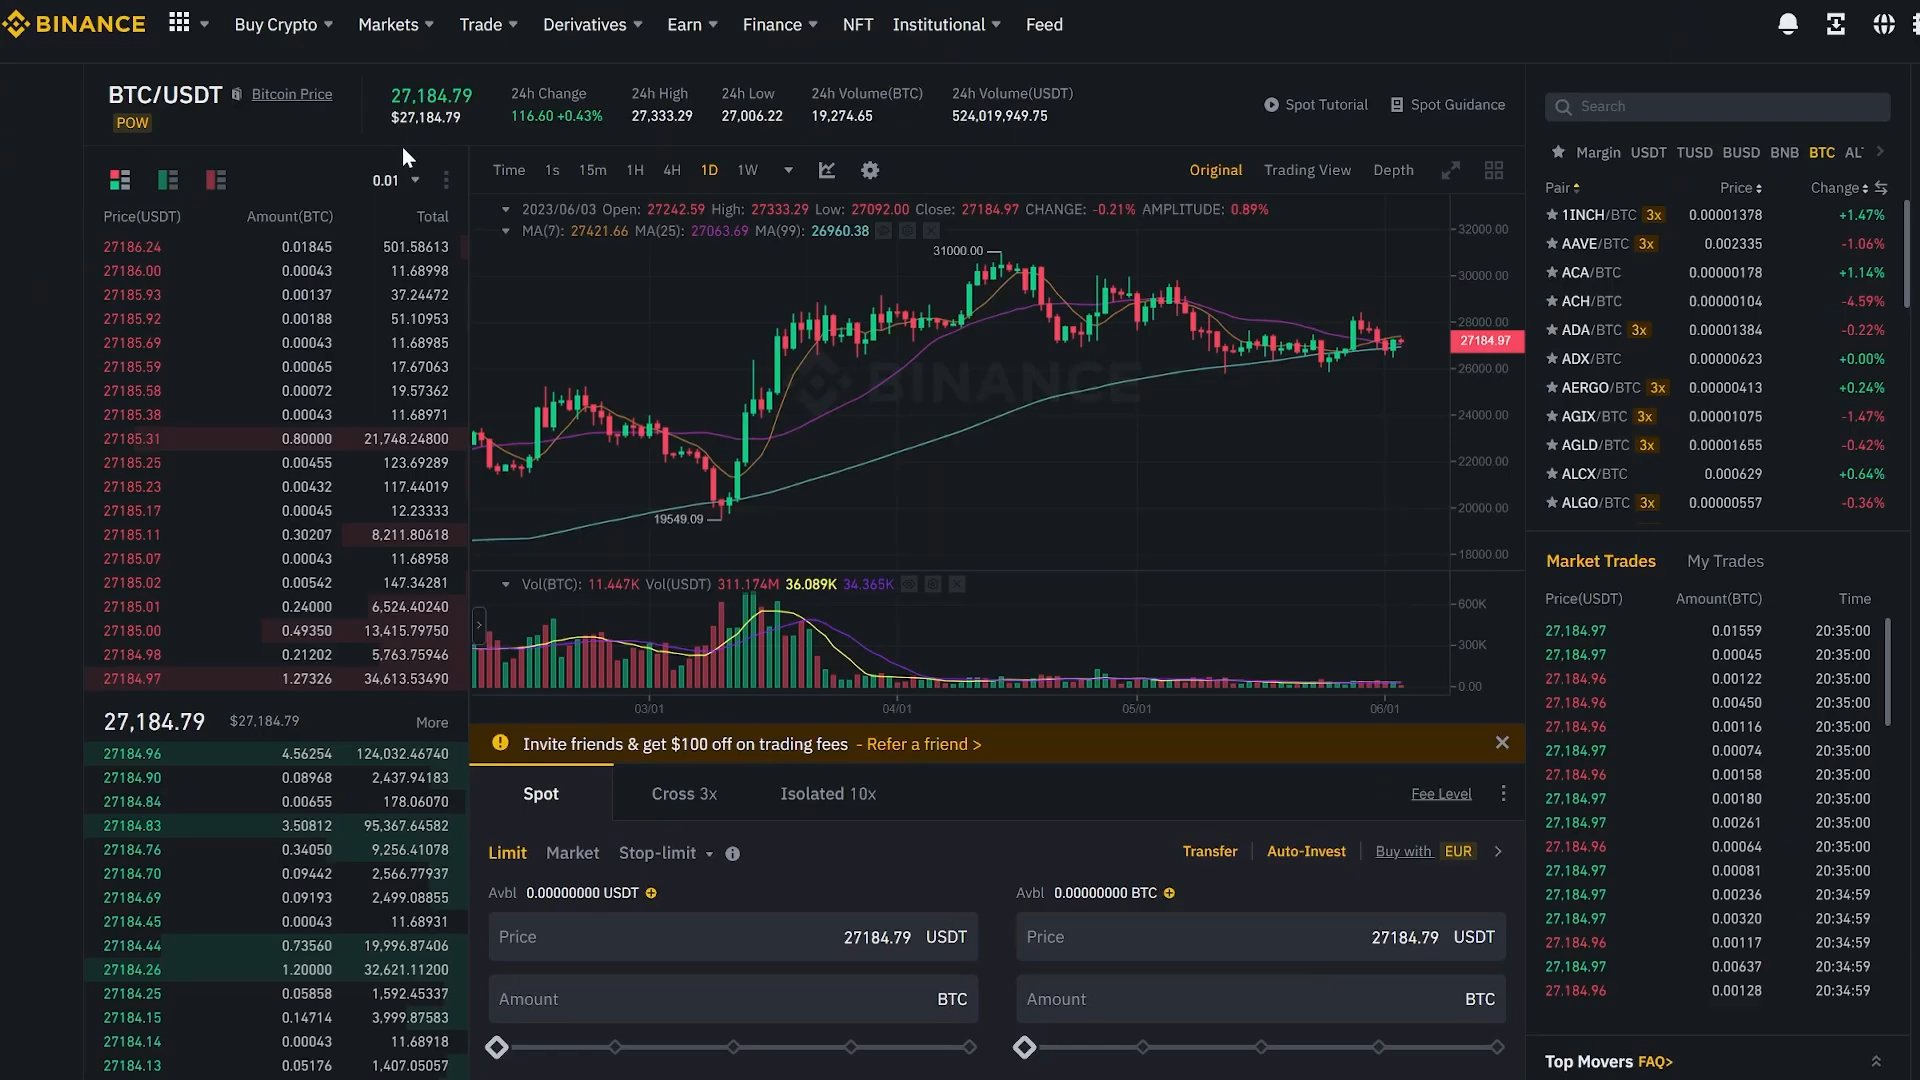 BINANCE Buy Crypto Markets Trade Derivatives Earn Finance NFT Institutional Feed
BTC/USDT Bitcoin Price
POW
27,184.79
$27,184.79
24h Change
116.60 +0.43%
24h High
27,333.29
24h Low
27,006.22
24h Volume(BTC)
19,274.65
24h Volume(USDT)
524,019,949.75
Spot Tutorial Spot Guidance
0.01
Price(USDT) Amount(BTC) Total
27186.24 0.01845 501.58613
27186.00 0.00043 11.68998
27185.93 0.00137 37.24472
27185.92 0.00188 51.10953
27185.69 0.00043 11.68985
27185.59 0.00065 17.67063
27185.58 0.00072 19.57362
27185.38 0.00043 11.68971
27185.31 0.80000 21,748.24800
27185.25 0.00455 123.69289
27185.23 0.00432 117.44019
27185.17 0.00045 12.23333
27185.11 0.30207 8,211.80618
27185.07 0.00043 11.68958
27185.02 0.00542 147.34281
27185.01 0.24000 6,524.40240
27185.00 0.49350 13,415.79750
27184.98 0.21202 5,763.75946
27184.97 1.27326 34,613.53490
27,184.79 $27,184.79 More
27184.96 4.56254 124,032.46740
27184.90 0.08968 2,437.94183
27184.84 0.00655 178.06070
27184.83 3.50812 95,367.64582
27184.76 0.34050 9,256.41078
27184.70 0.09442 2,566.77937
27184.69 0.09193 2,499.08855
27184.45 0.00043 11.68931
27184.44 0.73560 19,996.87406
27184.26 1.20000 32,621.11200
27184.25 0.05858 1,592.45337
27184.15 0.14714 3,999.87583
27184.14 0.00043 11.68918
27184.13 0.05176 1,407.05057
Time 1s 15m 1H 4H 1D 1W
Original Trading View Depth
2023/06/03 Open: 27242.59 High: 27333.29 Low: 27092.00 Close: 27184.97 CHANGE: -0.21% AMPLITUDE: 0.89%
MA(7): 27421.66 MA(25): 27063.69 MA(99): 26960.38
31000.00
19549.09
BINANCE
32000.00
30000.00
28000.00
27184.97
26000.00
24000.00
22000.00
20000.00
18000.00
Vol(BTC): 11.447K Vol(USDT) 311.174M 36.089K 34.365K
600K
300K
0.00
03/01 04/01 05/01 06/01
Invite friends & get $100 off on trading fees - Refer a friend >
Spot Cross 3x Isolated 10x Fee Level
Limit Market Stop-limit
Transfer Auto-Invest Buy with EUR
Avbl 0.00000000 USDT
Price 27184.79 USDT
Amount BTC
Avbl 0.00000000 BTC
Price 27184.79 USDT
Amount BTC
Search
Margin USDT TUSD BUSD BNB BTC AL
Pair Price Change
1INCH/BTC 3x 0.00001378 +1.47%
AAVE/BTC 3x 0.002335 -1.06%
ACA/BTC 0.00000178 +1.14%
ACH/BTC 0.00000104 -4.59%
ADA/BTC 3x 0.00001384 -0.22%
ADX/BTC 0.00000623 +0.00%
AERGO/BTC 3x 0.00000413 +0.24%
AGIX/BTC 3x 0.00001075 -1.47%
AGLD/BTC 3x 0.00001655 -0.42%
ALCX/BTC 0.000629 +0.64%
ALGO/BTC 3x 0.00000557 -0.36%
Market Trades My Trades
Price(USDT) Amount(BTC) Time
27,184.97 0.01559 20:35:00
27,184.97 0.00045 20:35:00
27,184.96 0.00122 20:35:00
27,184.96 0.00450 20:35:00
27,184.96 0.00116 20:35:00
27,184.97 0.00074 20:35:00
27,184.96 0.00158 20:35:00
27,184.97 0.00180 20:35:00
27,184.97 0.00261 20:35:00
27,184.96 0.00064 20:35:00
27,184.97 0.00081 20:35:00
27,184.97 0.00236 20:34:59
27,184.97 0.00320 20:34:59
27,184.96 0.00117 20:34:59
27,184.97 0.00637 20:34:59
27,184.96 0.00128 20:34:59
Top Movers FAQ>